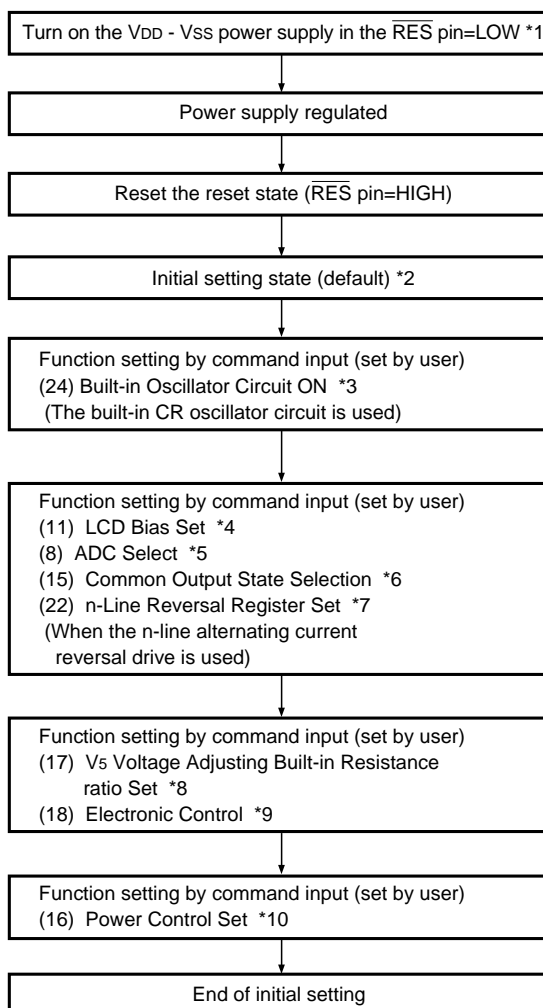 Turn on the VDD - VSS power supply in the RES pin=LOW *1
Power supply regulated
Reset the reset state (RES pin=HIGH)
Initial setting state (default) *2
Function setting by command input (set by user)
(24) Built-in Oscillator Circuit ON *3
(The built-in CR oscillator circuit is used)
Function setting by command input (set by user)
(11) LCD Bias Set *4
(8) ADC Select *5
(15) Common Output State Selection *6
(22) n-Line Reversal Register Set *7
(When the n-line alternating current
reversal drive is used)
Function setting by command input (set by user)
(17) V5 Voltage Adjusting Built-in Resistance
ratio Set *8
(18) Electronic Control *9
Function setting by command input (set by user)
(16) Power Control Set *10
End of initial setting